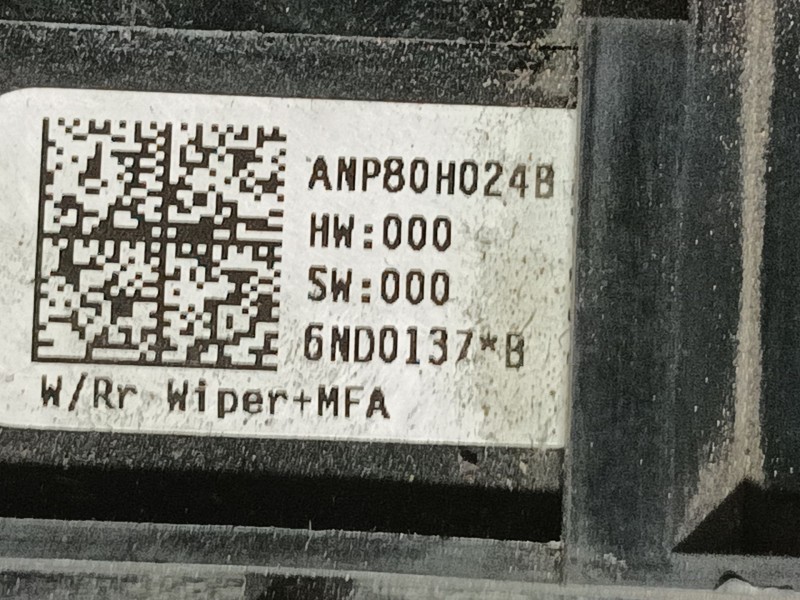 ANP80H024B
HW:000
SW:000
6ND0137*B
W/Rr Wiper+MFA